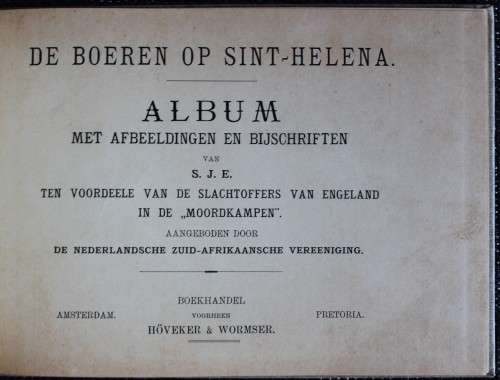 DE BOEREN OP SINT-HELENA.
ALBUM
MET AFBEELDINGEN EN BIJSCHRIFTEN
VAN
S. J. E.
TEN VOORDEELE VAN DE SLACHTOFFERS VAN ENGELAND
IN DE „MOORDKAMPEN".
AANGEBODEN DOOR
DE NEDERLANDSCHE ZUID-AFRIKAANSCHE VEREENIGING.
BOEKHANDEL
AMSTERDAM. VOORHEEN PRETORIA.
HÖVEKER & WORMSER.